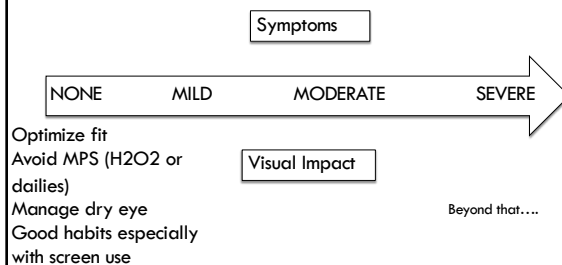 Symptoms
NONE MILD MODERATE SEVERE
Optimize fit
Avoid MPS (H2O2 or
dailies)
Manage dry eye
Good habits especially
with screen use
Visual Impact
Beyond that....